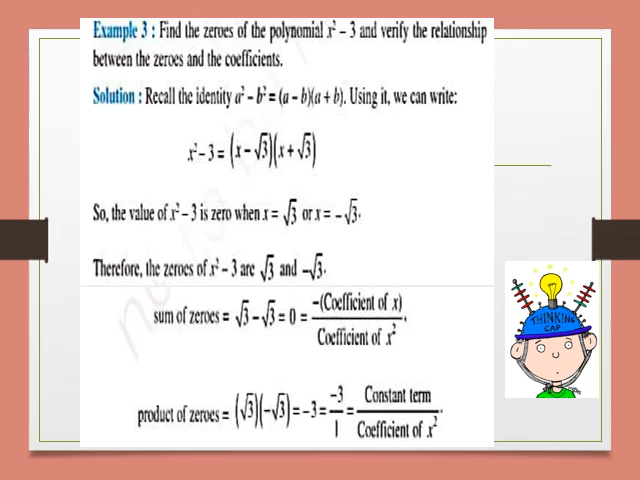 Example 3 : Find the zeroes of the polynomial x² – 3 and verify the relationship
between the zeroes and the coefficients.
Solution : Recall the identity a² – b² = (a – b)(a + b). Using it, we can write:
x² – 3 = (x – √3)(x + √3)
So, the value of x² – 3 is zero when x = √3 or x = –√3.
Therefore, the zeroes of x² – 3 are √3 and –√3.
sum of zeroes = √3 – √3 = 0 = –(Coefficient of x) / Coefficient of x² .
product of zeroes = (√3)(–√3) = –3 = –3 / 1 = Constant term / Coefficient of x² .
THINKING
CAP